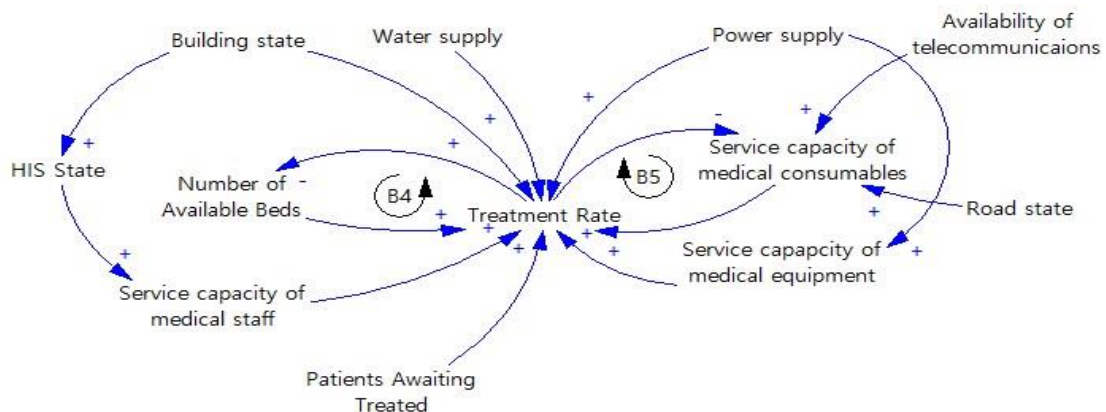 Building state
Water supply
Power supply
Availability of
telecommunicaions
+
+
+
+
-
+
HIS State
Number of -
Available Beds
B4
B5
Service capacity of
medical consumables
Treatment Rate
Road state
+
+
+
+
+
+
+
+
Service capacity of
medical staff
Service capapcity of
medical equipment
Patients Awaiting
Treated